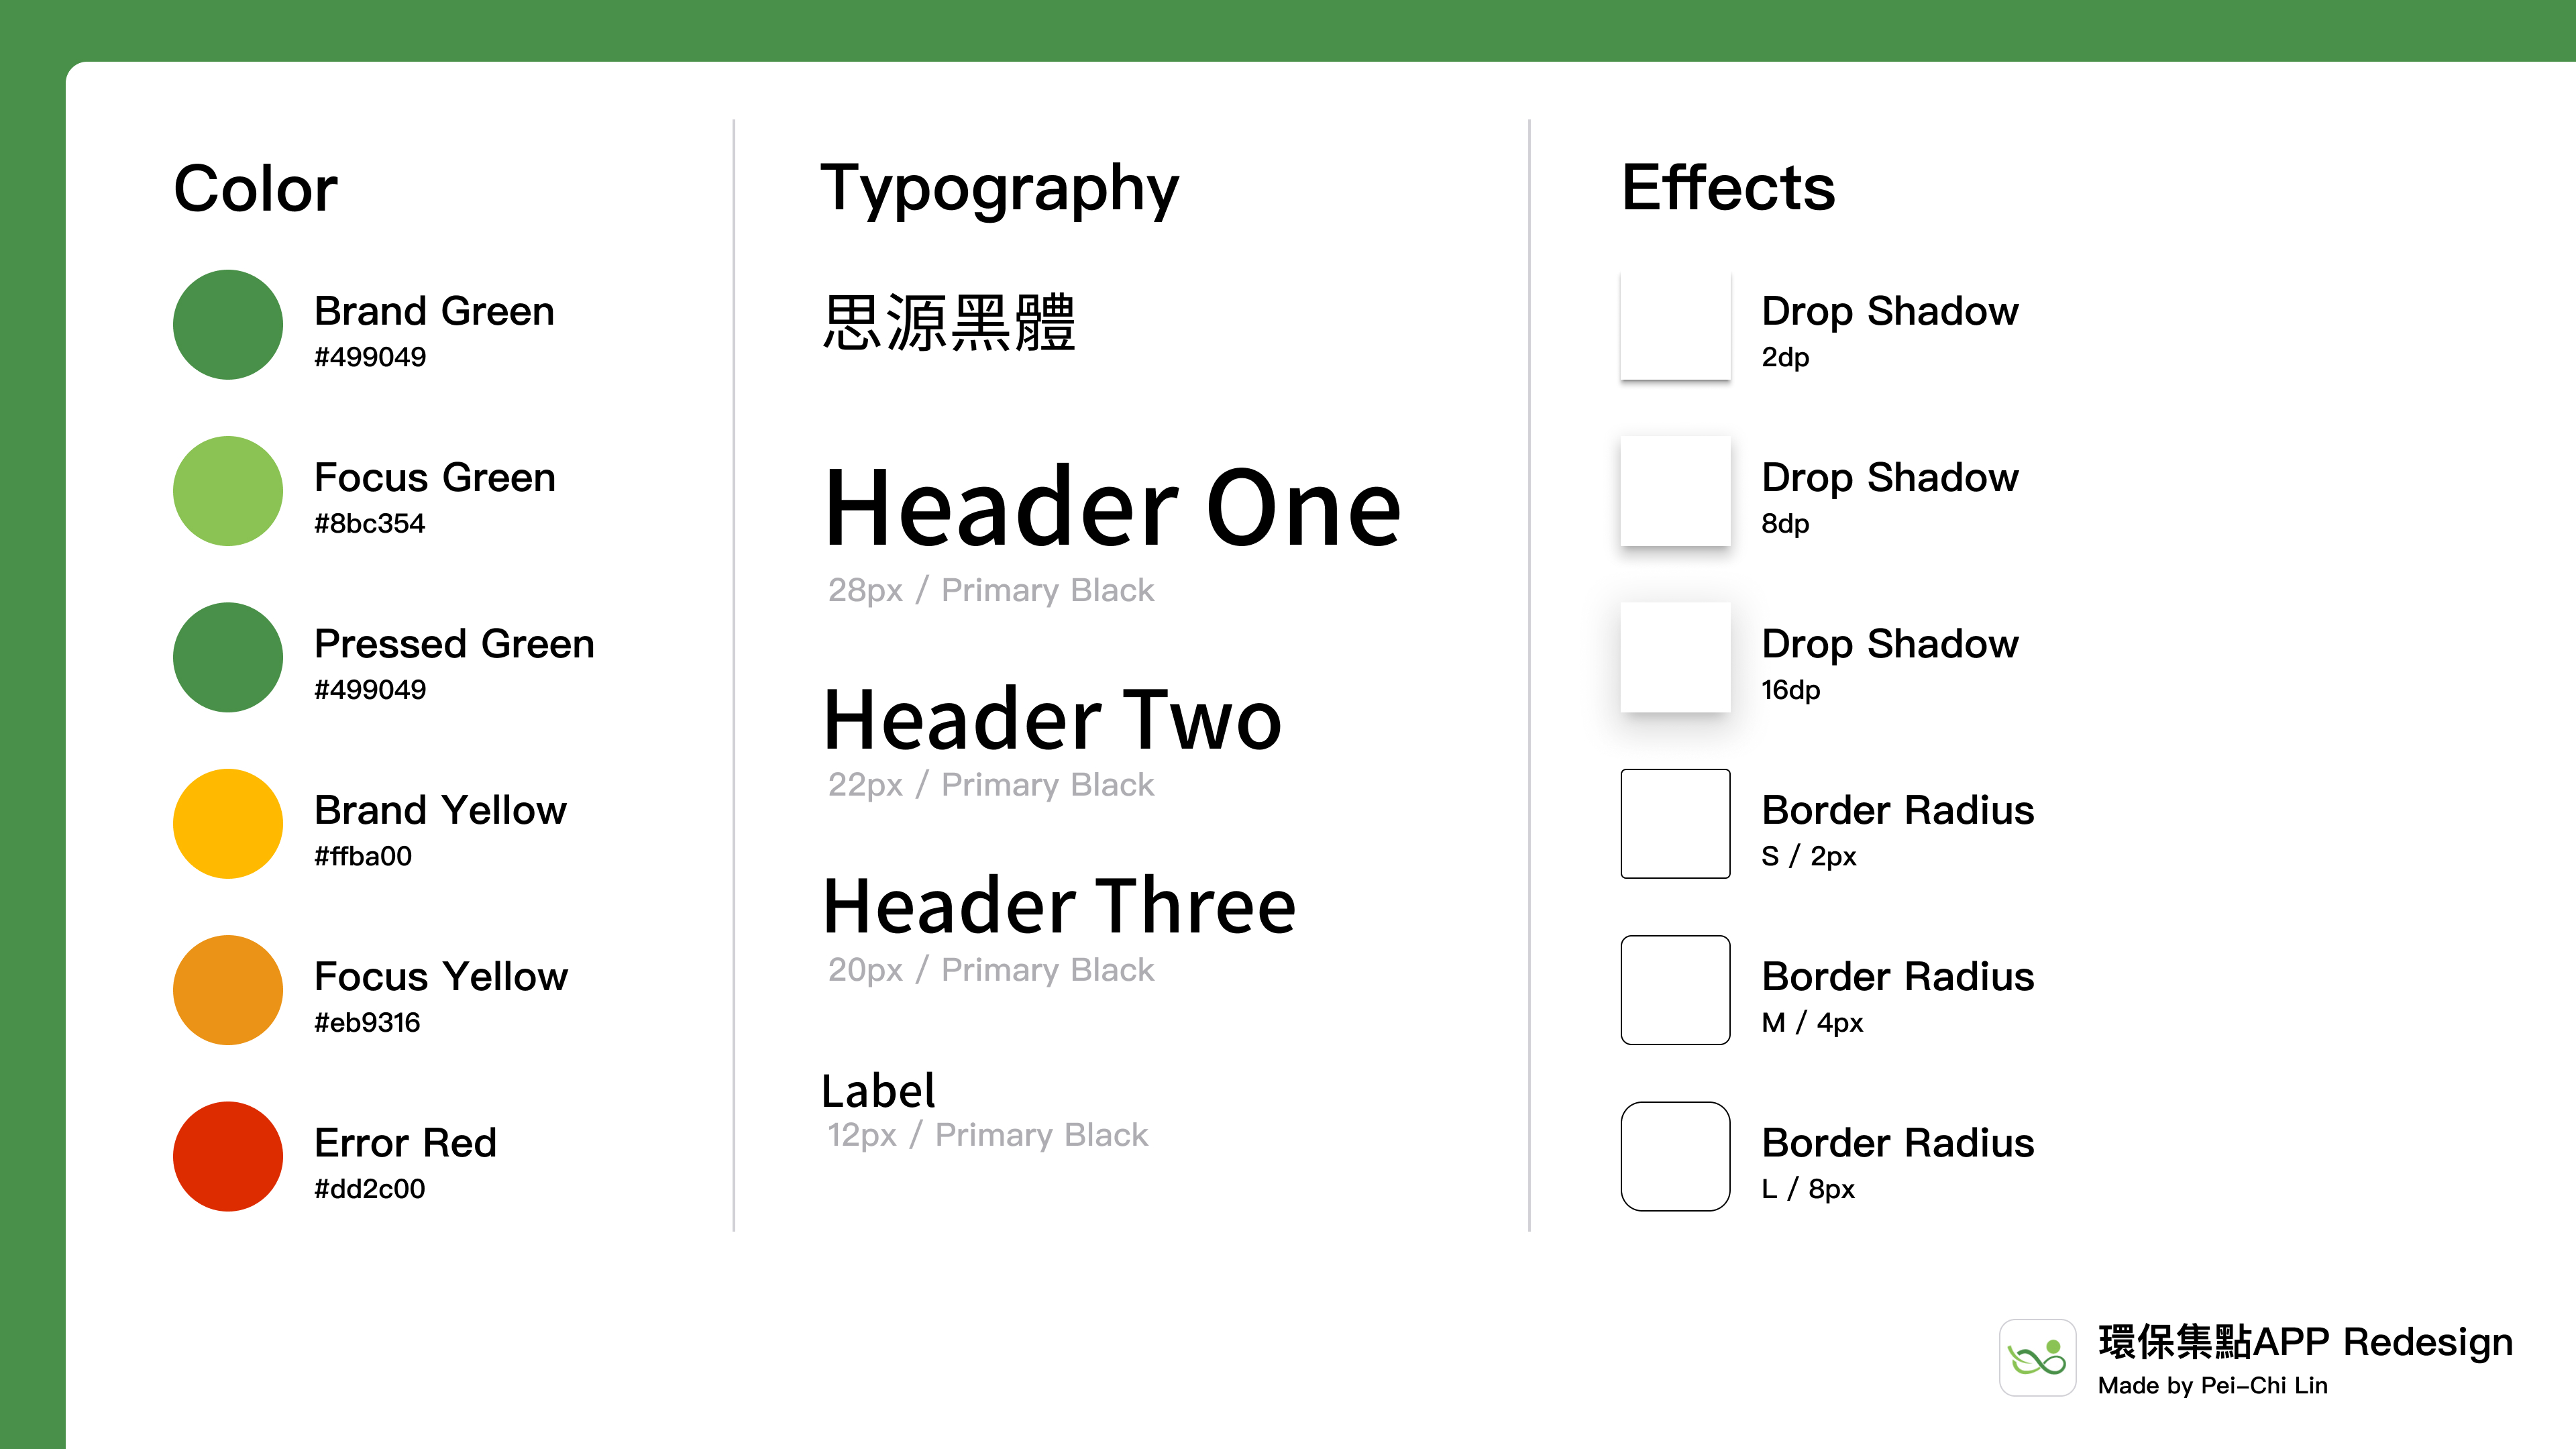 Color
Brand Green
#499049
Focus Green
#8bc354
Pressed Green
#499049
Brand Yellow
#ffba00
Focus Yellow
#eb9316
Error Red
#dd2c00
Typography
思源黑體
Header One
28px / Primary Black
Header Two
22px / Primary Black
Header Three
20px / Primary Black
Label
12px / Primary Black
Effects
Drop Shadow
2dp
Drop Shadow
8dp
Drop Shadow
16dp
Border Radius
S / 2px
Border Radius
M / 4px
Border Radius
L / 8px
環保集點APP Redesign
Made by Pei-Chi Lin